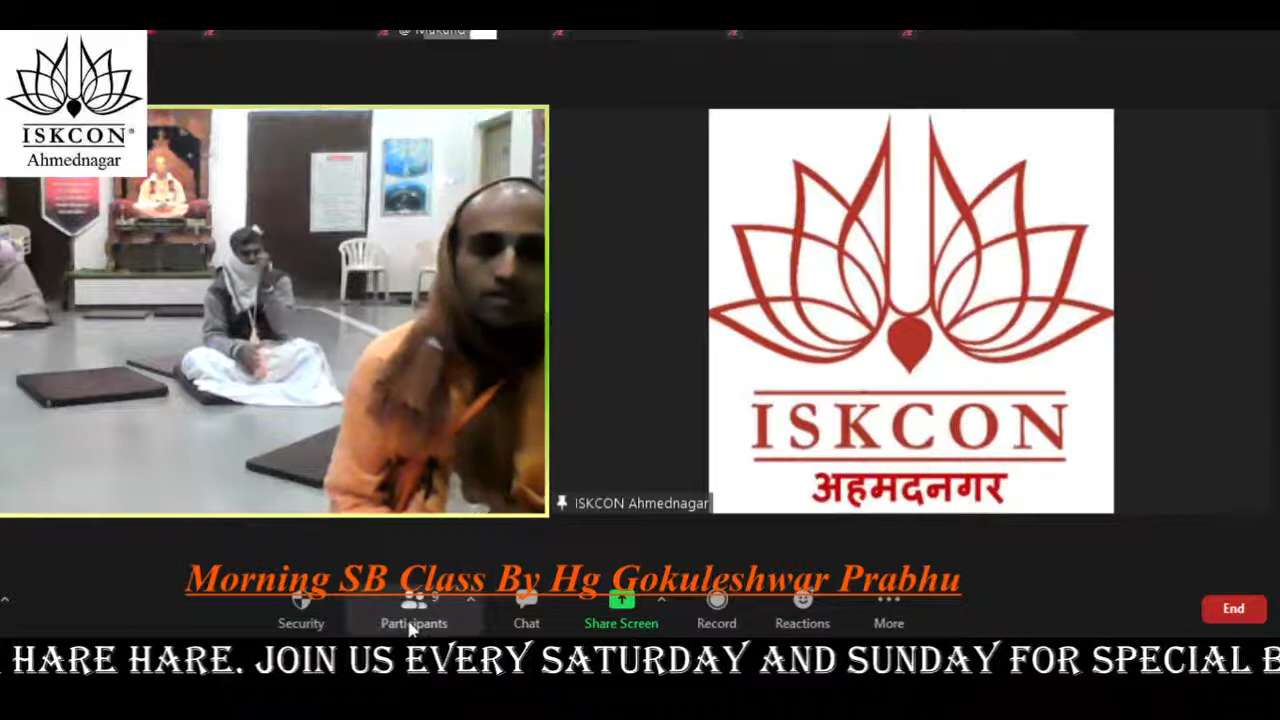 ISKCON®
Ahmednagar
ISKCON
अहमदनगर
ISKCON Ahmednagar
Morning SB Class By Hg Gokuleshwar Prabhu
9
Security
Participants
Chat
Share Screen
Record
Reactions
More
End
HARE HARE. JOIN US EVERY SATURDAY AND SUNDAY FOR SPECIAL B